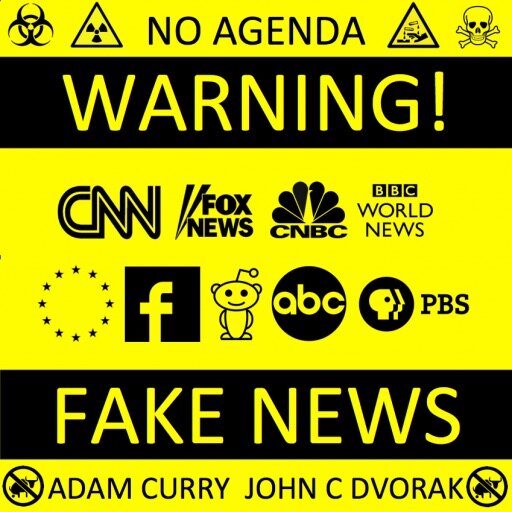 NO AGENDA
WARNING!
CNN FOX NEWS CNBC BBC WORLD NEWS
f abc PBS
FAKE NEWS
ADAM CURRY JOHN C DVORAK